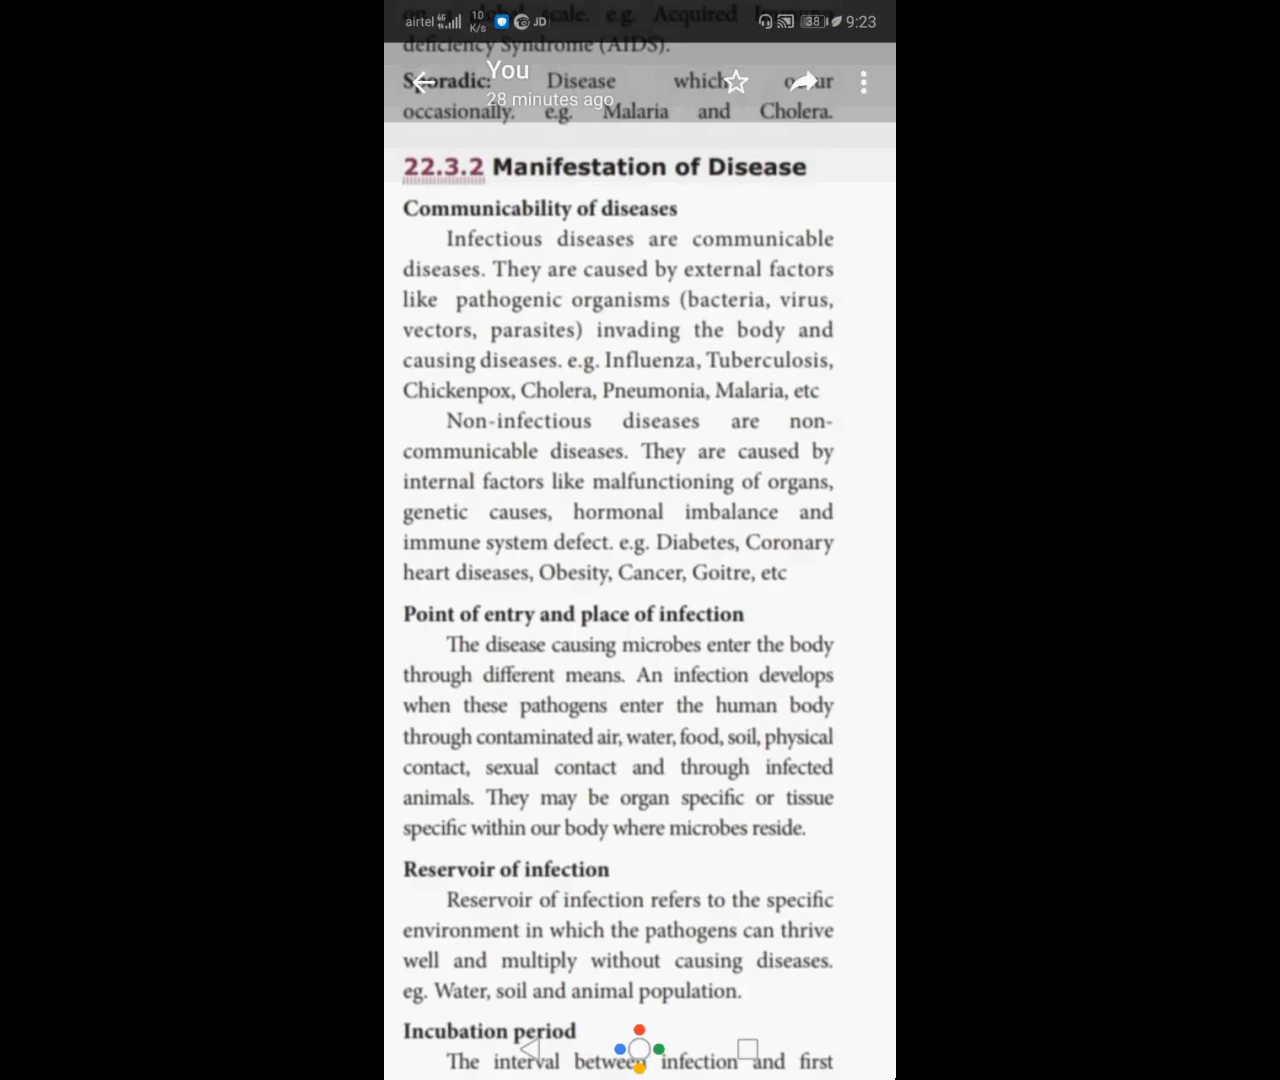 airtel 4G 10 K/s JD 38 9:23
on a global scale. e.g. Acquired Immuno
deficiency Syndrome (AIDS).
You
28 minutes ago
Sporadic: Disease which occur
occasionally. e.g. Malaria and Cholera.
22.3.2 Manifestation of Disease
Communicability of diseases
Infectious diseases are communicable
diseases. They are caused by external factors
like pathogenic organisms (bacteria, virus,
vectors, parasites) invading the body and
causing diseases. e.g. Influenza, Tuberculosis,
Chickenpox, Cholera, Pneumonia, Malaria, etc
Non-infectious diseases are non-
communicable diseases. They are caused by
internal factors like malfunctioning of organs,
genetic causes, hormonal imbalance and
immune system defect. e.g. Diabetes, Coronary
heart diseases, Obesity, Cancer, Goitre, etc
Point of entry and place of infection
The disease causing microbes enter the body
through different means. An infection develops
when these pathogens enter the human body
through contaminated air, water, food, soil, physical
contact, sexual contact and through infected
animals. They may be organ specific or tissue
specific within our body where microbes reside.
Reservoir of infection
Reservoir of infection refers to the specific
environment in which the pathogens can thrive
well and multiply without causing diseases.
eg. Water, soil and animal population.
Incubation period
The interval between infection and first